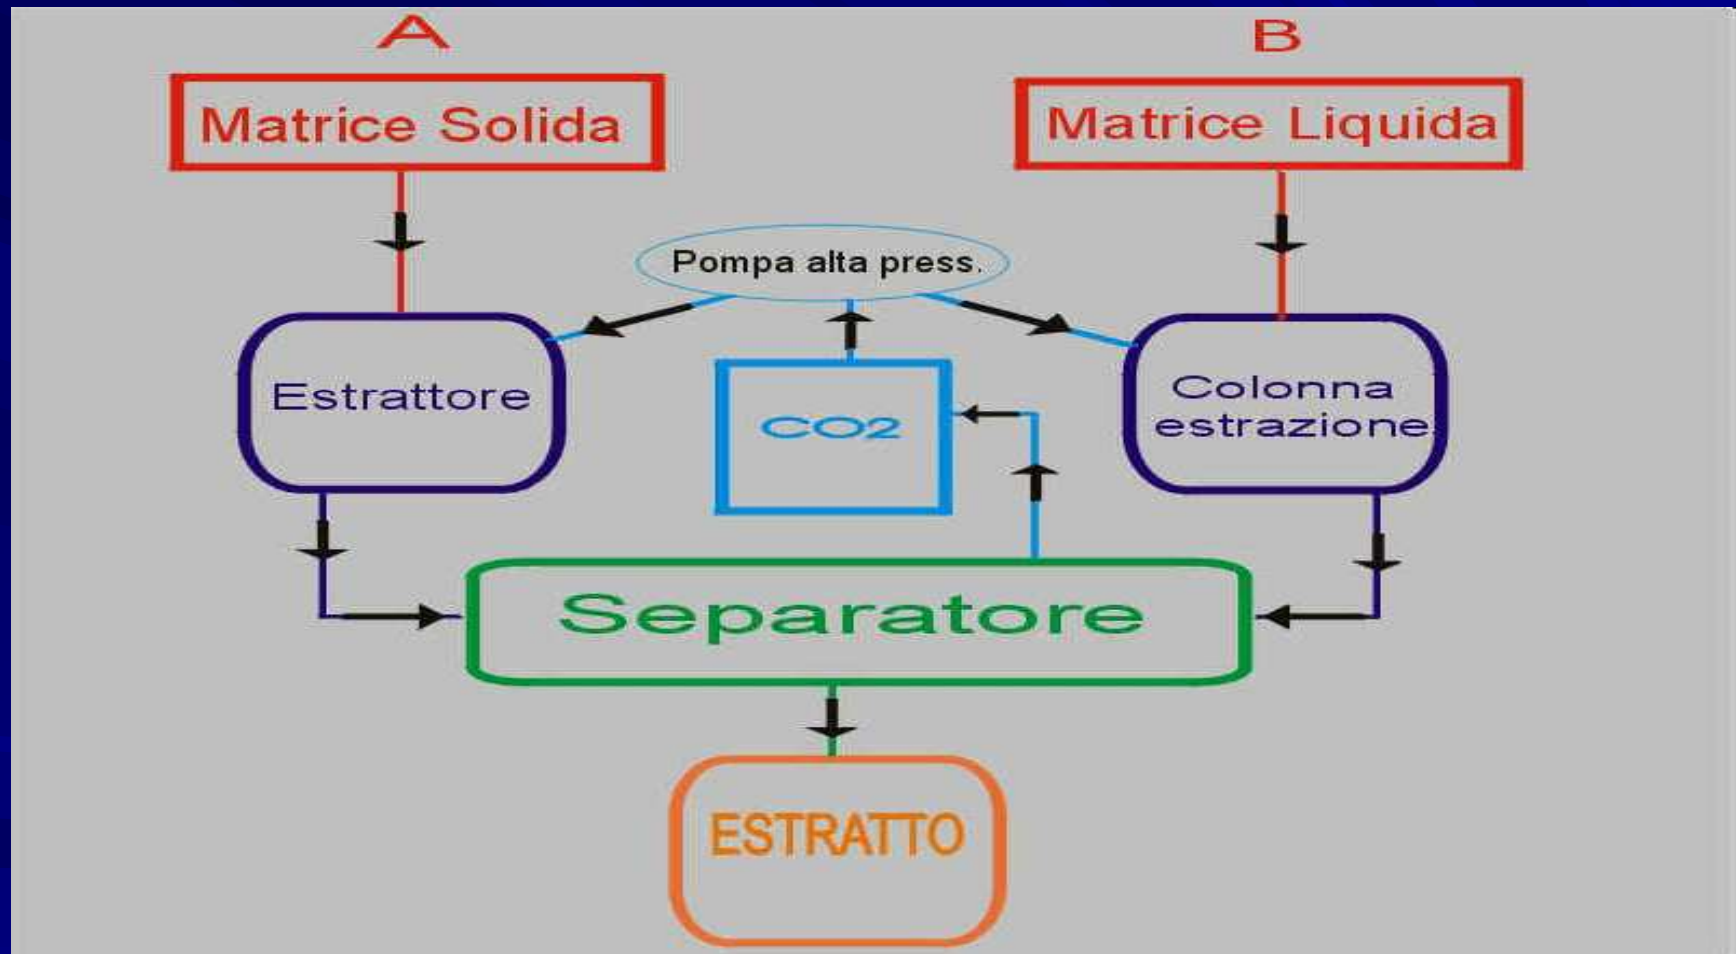 A
B
Matrice Solida
Matrice Liquida
Pompa alta press.
Estrattore
CO2
Colonna
estrazione
Separatore
ESTRATTO